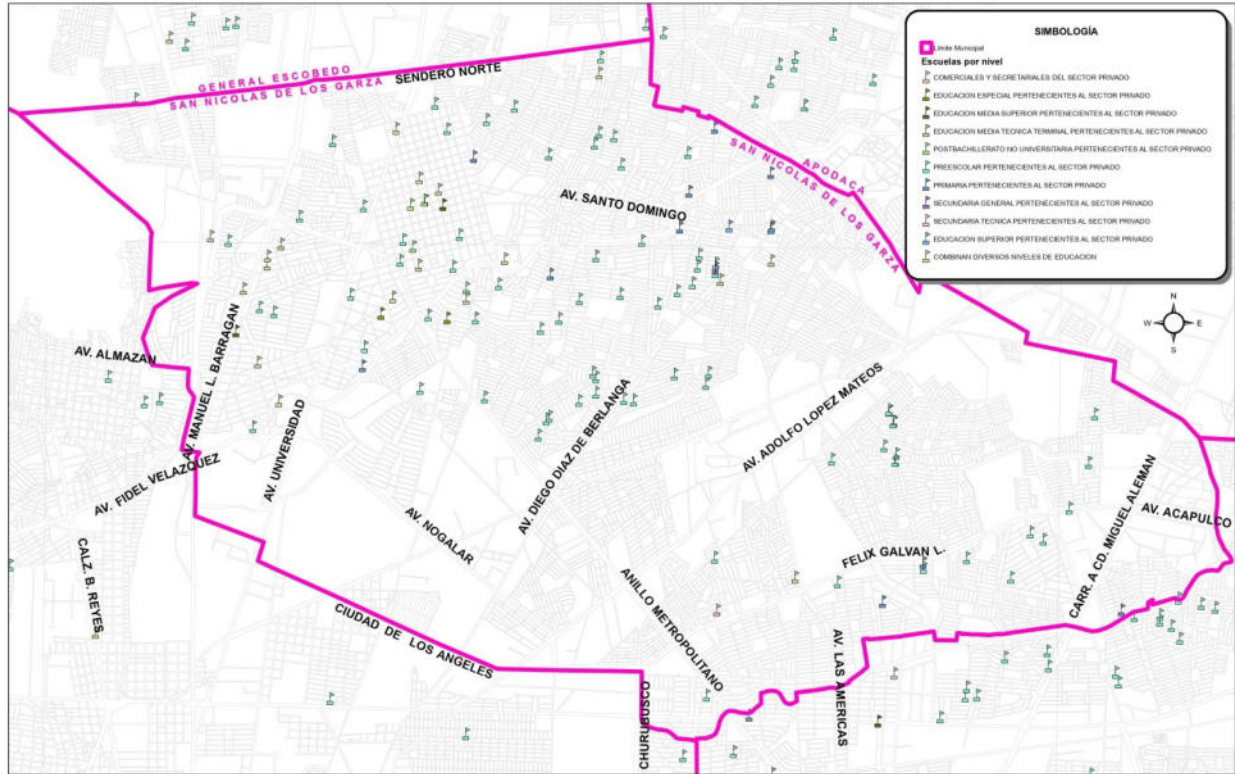 SIMBOLOGÍA
Límite Municipal
Escuelas por nivel
COMERCIALES Y SECRETARIALES DEL SECTOR PRIVADO
EDUCACION ESPECIAL PERTENECIENTES AL SECTOR PRIVADO
EDUCACION MEDIA SUPERIOR PERTENECIENTES AL SECTOR PRIVADO
EDUCACION MEDIA TECNICA TERMINAL PERTENECIENTES AL SECTOR PRIVADO
POSTBACHILLERATO NO UNIVERSITARIA PERTENECIENTES AL SECTOR PRIVADO
PREESCOLAR PERTENECIENTES AL SECTOR PRIVADO
PRIMARIA PERTENECIENTES AL SECTOR PRIVADO
SECUNDARIA GENERAL PERTENECIENTES AL SECTOR PRIVADO
SECUNDARIA TECNICA PERTENECIENTES AL SECTOR PRIVADO
EDUCACION SUPERIOR PERTENECIENTES AL SECTOR PRIVADO
COMBINAN DIVERSOS NIVELES DE EDUCACION
GENERAL ESCOBEDO
SAN NICOLAS DE LOS GARZA
SENDERO NORTE
APODACA
SAN NICOLAS DE LOS GARZA
AV. SANTO DOMINGO
N
W
E
S
AV. ALMAZAN
AV. MANUEL L. BARRAGAN
AV. UNIVERSIDAD
AV. DIEGO DIAZ DE BERLANGA
AV. ADOLFO LOPEZ MATEOS
AV. FIDEL VELAZQUEZ
AV. NOGALAR
CARR. A CD. MIGUEL ALEMAN
AV. ACAPULCO
CALZ. B. REYES
FELIX GALVAN L.
ANILLO METROPOLITANO
CIUDAD DE LOS ANGELES
AV. LAS AMERICAS
CHURUBUSCO